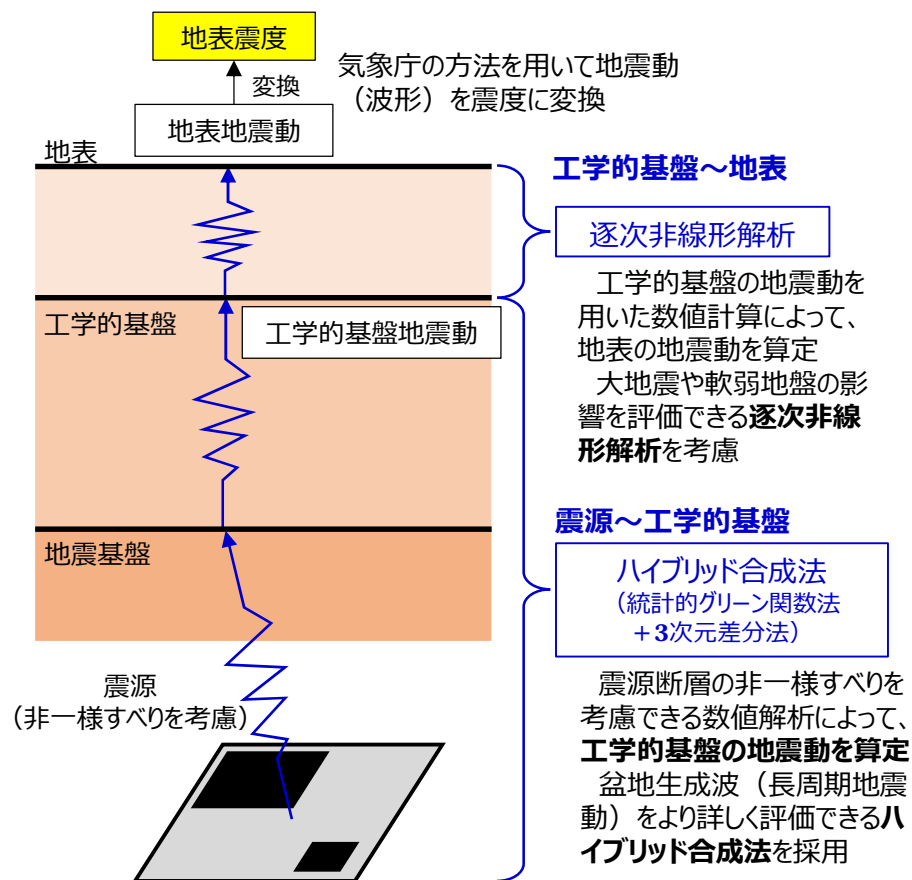 地表震度
変換
気象庁の方法を用いて地震動
（波形）を震度に変換
地表地震動
地表
工学的基盤～地表
逐次非線形解析
工学的基盤の地震動を
用いた数値計算によって、
地表の地震動を算定
大地震や軟弱地盤の影
響を評価できる逐次非線
形解析を考慮
工学的基盤
工学的基盤地震動
震源～工学的基盤
地震基盤
ハイブリッド合成法
（統計的グリーン関数法
＋3次元差分法）
震源
（非一様すべりを考慮）
震源断層の非一様すべりを
考慮できる数値解析によって、
工学的基盤の地震動を算定
盆地生成波（長周期地震
動）をより詳しく評価できるハ
イブリッド合成法を採用